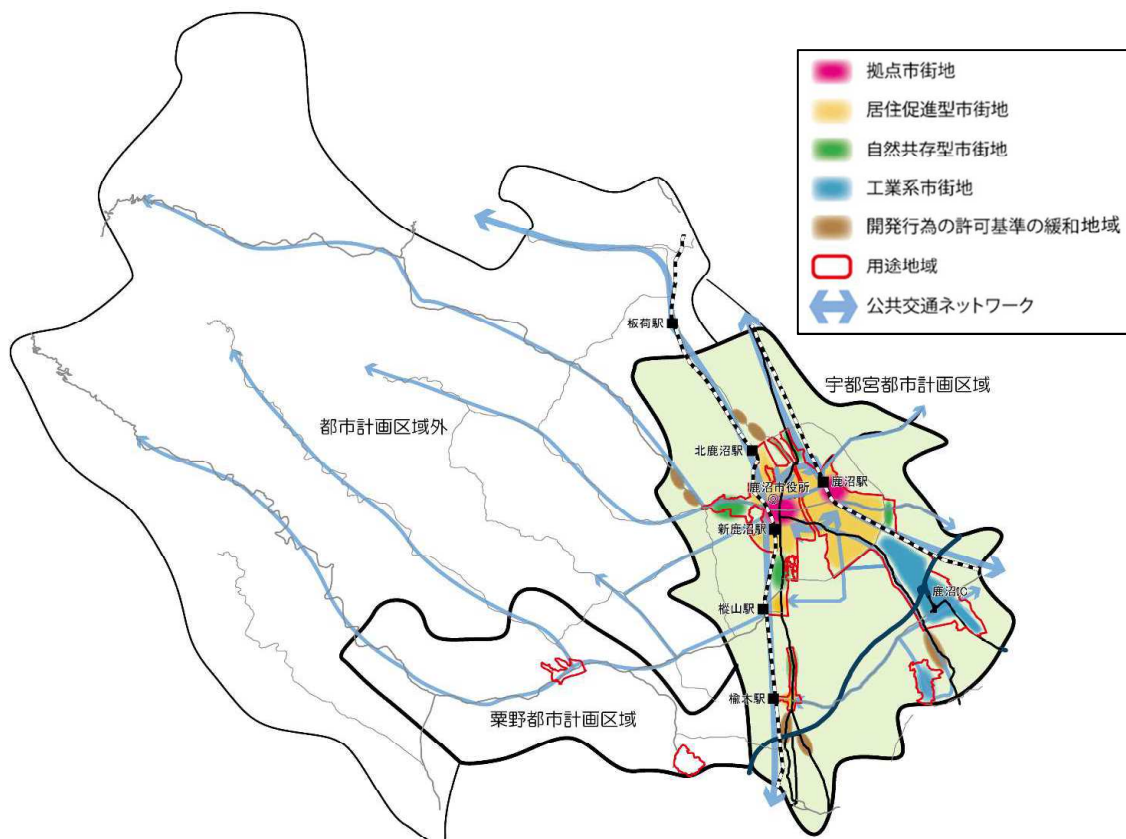 拠点市街地
居住促進型市街地
自然共存型市街地
工業系市街地
開発行為の許可基準の緩和地域
用途地域
公共交通ネットワーク
板荷駅
宇都宮都市計画区域
都市計画区域外
北鹿沼駅
鹿沼駅
鹿沼市役所
新鹿沼駅
鹿沼IC
樅山駅
楡木駅
粟野都市計画区域